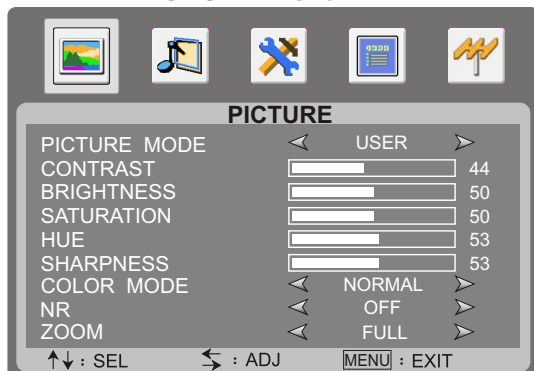 PICTURE
PICTURE MODE USER
CONTRAST 44
BRIGHTNESS 50
SATURATION 50
HUE 53
SHARPNESS 53
COLOR MODE NORMAL
NR OFF
ZOOM FULL
: SEL : ADJ MENU : EXIT